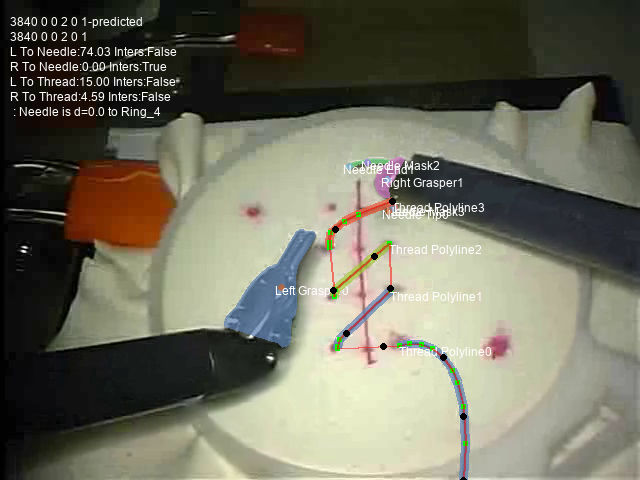 3840 0 0 2 0 1-predicted
3840 0 0 2 0 1
L To Needle:74.03 Inters:False
R To Needle:0.00 Inters:True
L To Thread:15.00 Inters:False
R To Thread:4.59 Inters:False
: Needle is d=0.0 to Ring_4
Needle Mask2
Needle End1
Right Grasper1
Thread Polyline3
Needle Tip0
Thread Polyline2
Left Grasper0
Thread Polyline1
Thread Polyline0